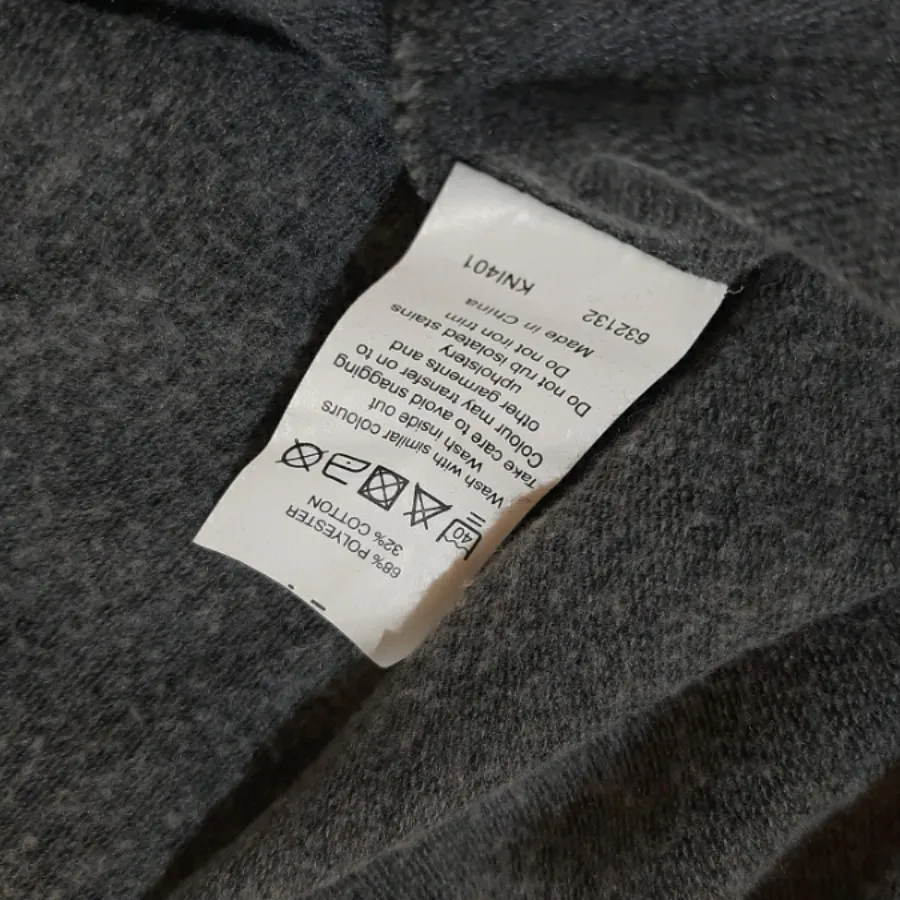 68% POLYESTER
32% COTTON
40
Wash with similar colours
Wash inside out
Take care to avoid snagging
Colour may transfer on to
other garments and
upholstery
Do not rub isolated stains
Do not iron trim
Made in China
632132
KNI401